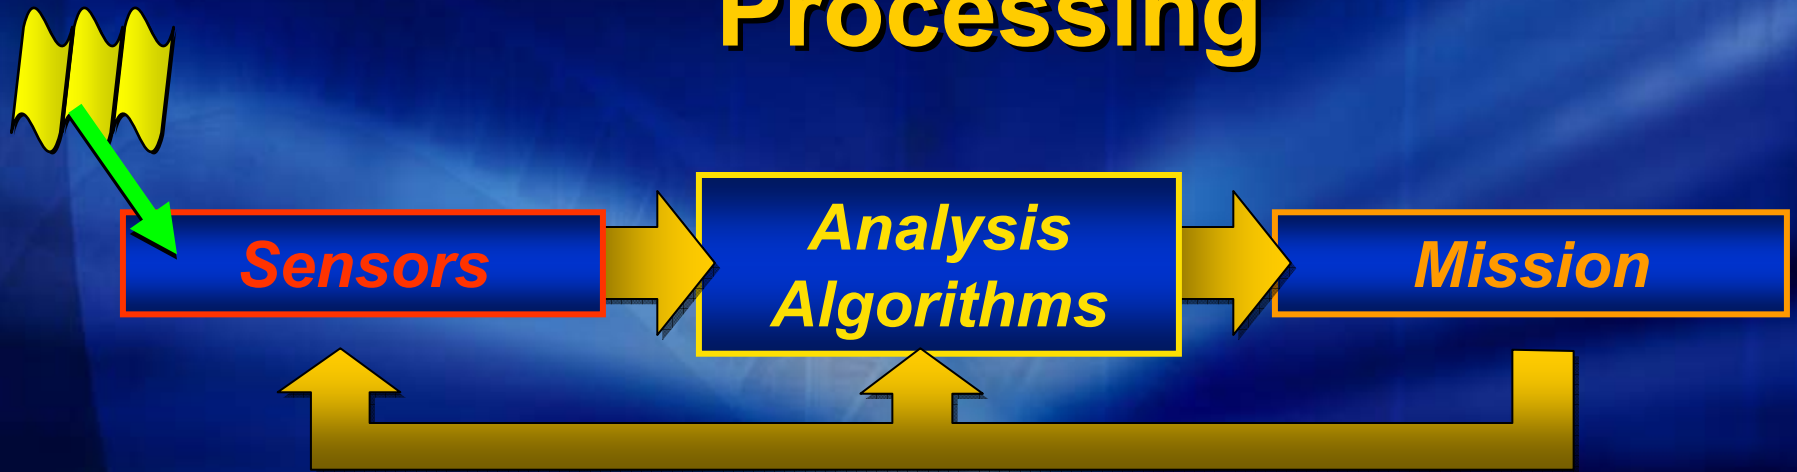 Processing
Sensors
Analysis
Algorithms
Mission